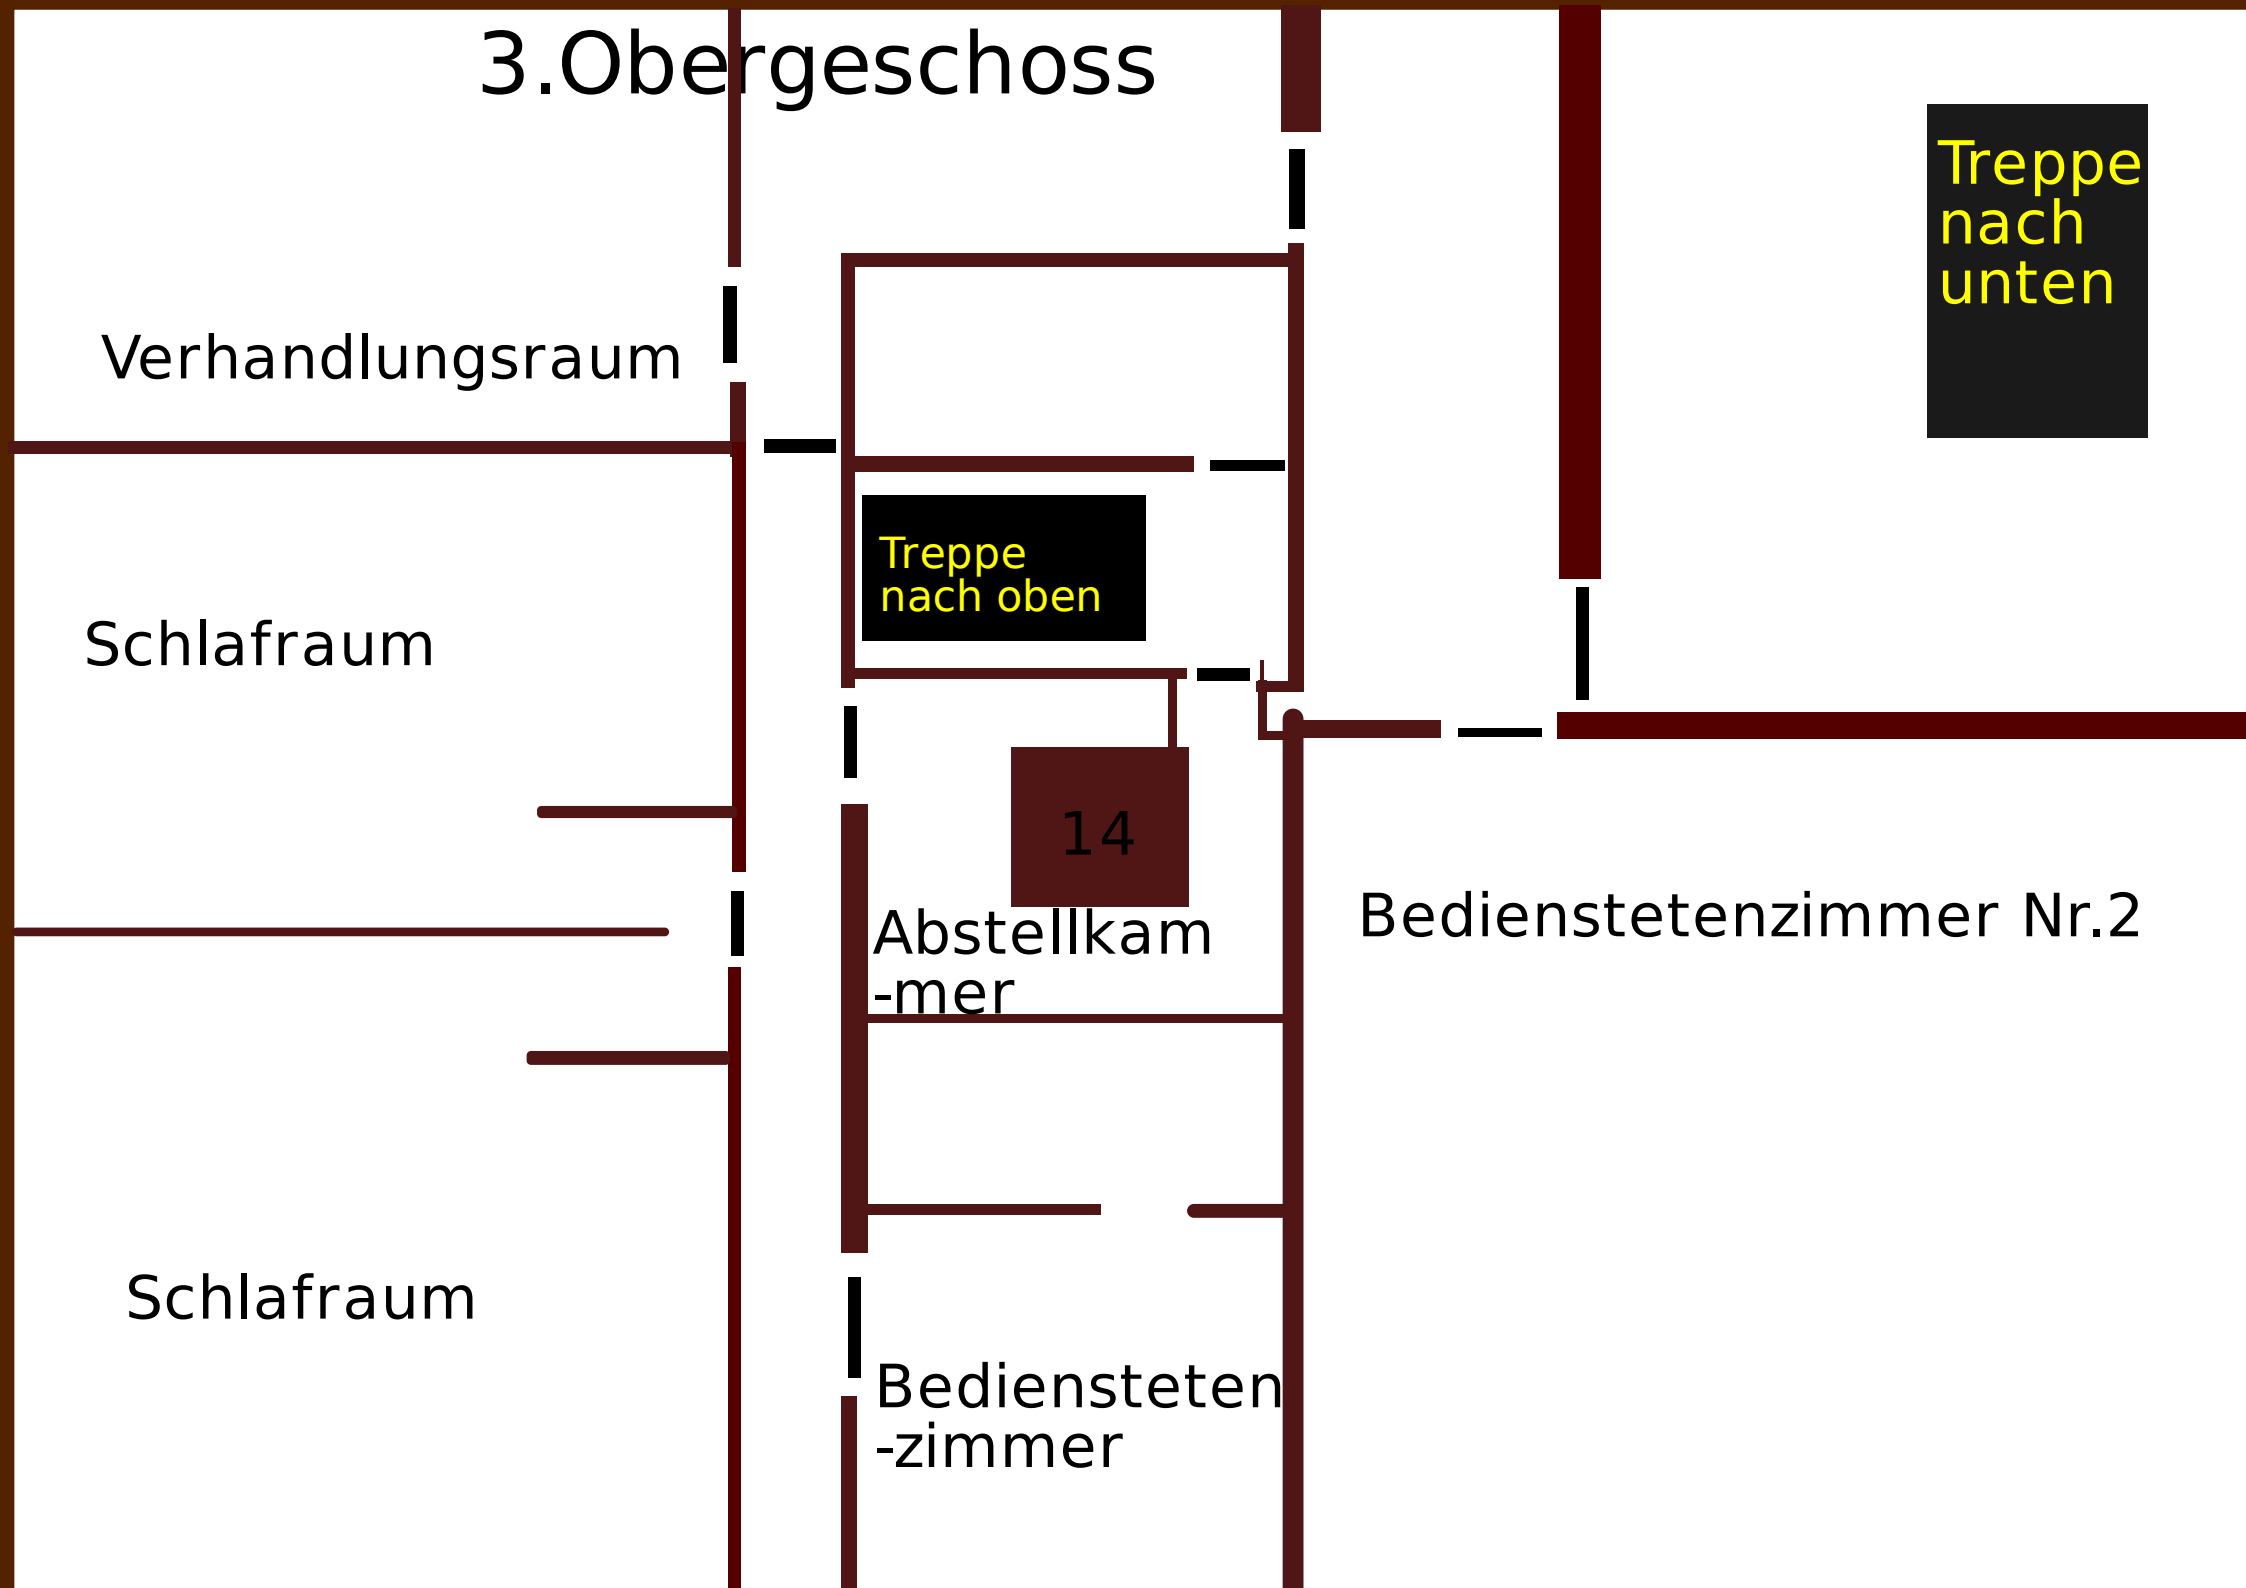 3.Obergeschoss
Treppe
nach
unten
Verhandlungsraum
Treppe
nach oben
Schlafraum
14
Abstellkam
-mer
Bedienstetenzimmer Nr.2
Schlafraum
Bediensteten
-zimmer